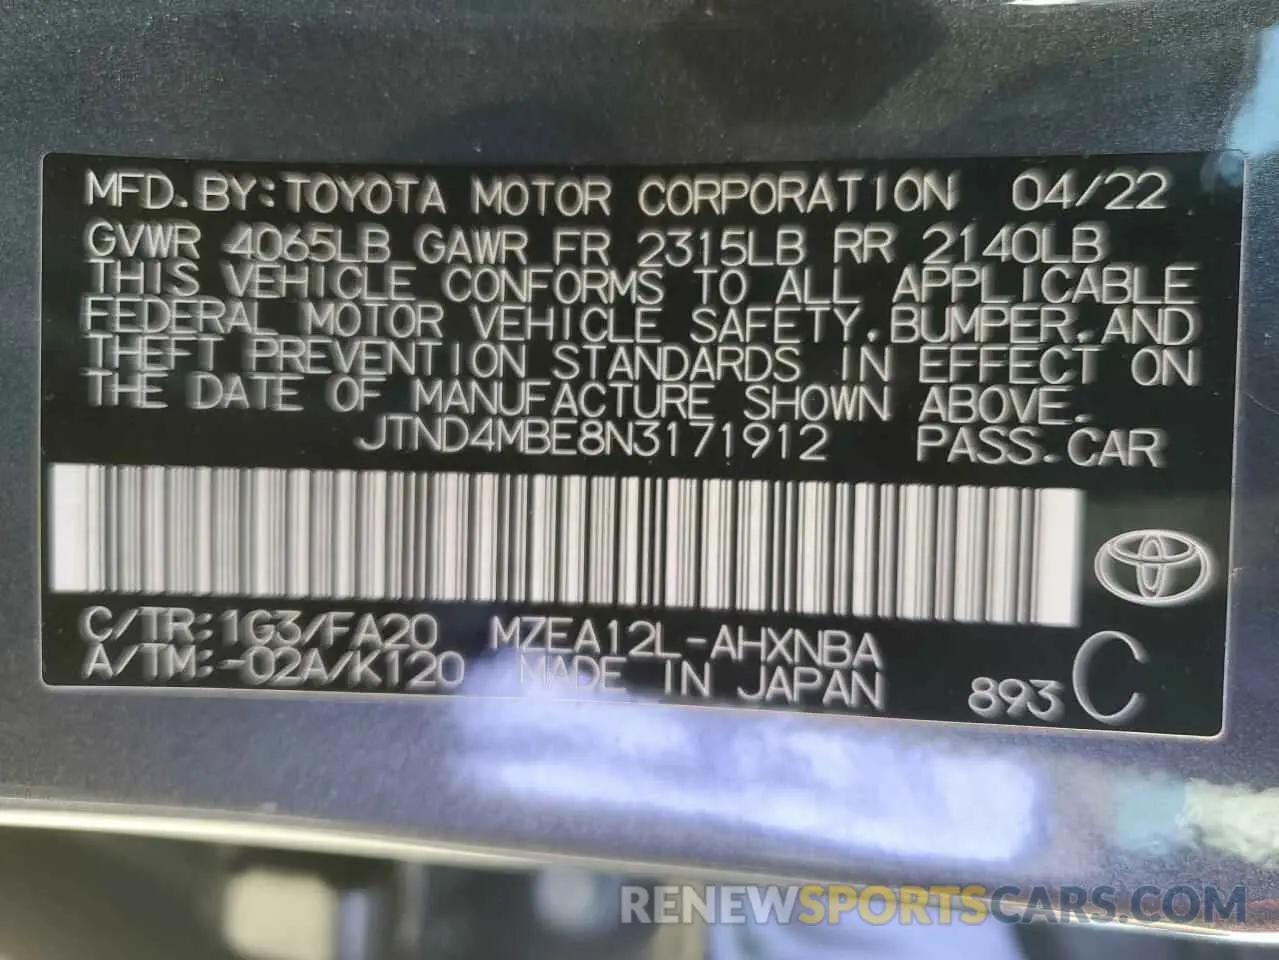 MFD.BY:TOYOTA MOTOR CORPORATION 04/22
GVWR 4065LB GAWR FR 2315LB RR 2140LB
THIS VEHICLE CONFORMS TO ALL APPLICABLE
FEDERAL MOTOR VEHICLE SAFETY,BUMPER,AND
THEFT PREVENTION STANDARDS IN EFFECT ON
THE DATE OF MANUFACTURE SHOWN ABOVE.
JTND4MBE8N3171912 PASS.CAR
C/TR:1G3/FA20 MZEA12L-AHXNBA
A/TM:-02A/K120 MADE IN JAPAN 893 C
RENEWSPORTSCARS.COM